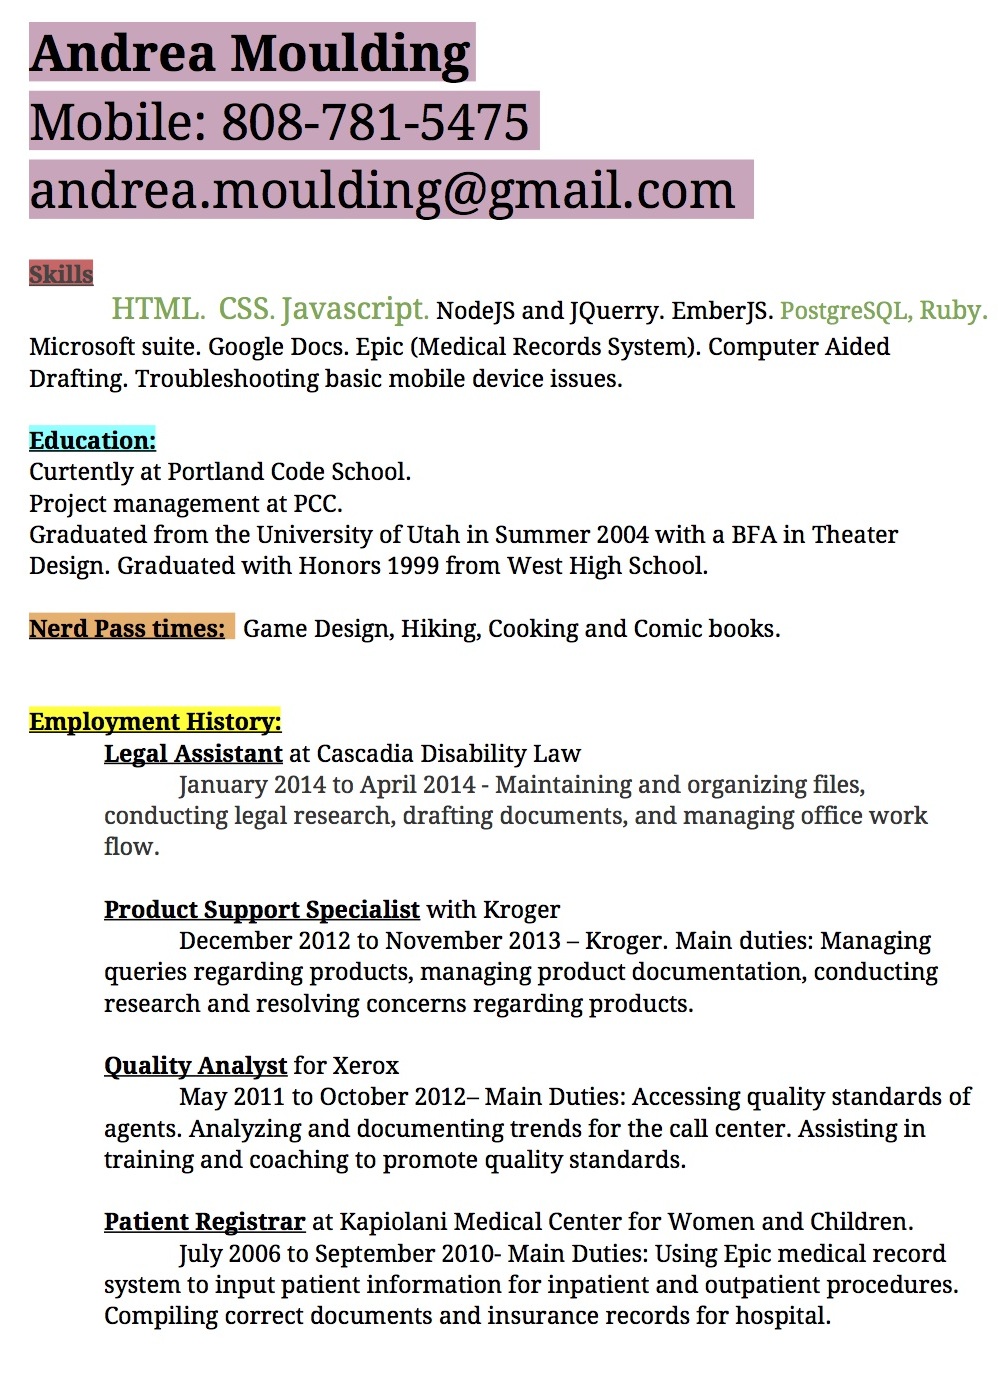 Andrea Moulding
Mobile: 808-781-5475
andrea.moulding@gmail.com
Skills
HTML. CSS. Javascript. NodeJS and JQuerry. EmberJS. PostgreSQL, Ruby.
Microsoft suite. Google Docs. Epic (Medical Records System). Computer Aided
Drafting. Troubleshooting basic mobile device issues.
Education:
Curtently at Portland Code School.
Project management at PCC.
Graduated from the University of Utah in Summer 2004 with a BFA in Theater
Design. Graduated with Honors 1999 from West High School.
Nerd Pass times: Game Design, Hiking, Cooking and Comic books.
Employment History:
Legal Assistant at Cascadia Disability Law
January 2014 to April 2014 - Maintaining and organizing files,
conducting legal research, drafting documents, and managing office work
flow.
Product Support Specialist with Kroger
December 2012 to November 2013 – Kroger. Main duties: Managing
queries regarding products, managing product documentation, conducting
research and resolving concerns regarding products.
Quality Analyst for Xerox
May 2011 to October 2012– Main Duties: Accessing quality standards of
agents. Analyzing and documenting trends for the call center. Assisting in
training and coaching to promote quality standards.
Patient Registrar at Kapiolani Medical Center for Women and Children.
July 2006 to September 2010- Main Duties: Using Epic medical record
system to input patient information for inpatient and outpatient procedures.
Compiling correct documents and insurance records for hospital.